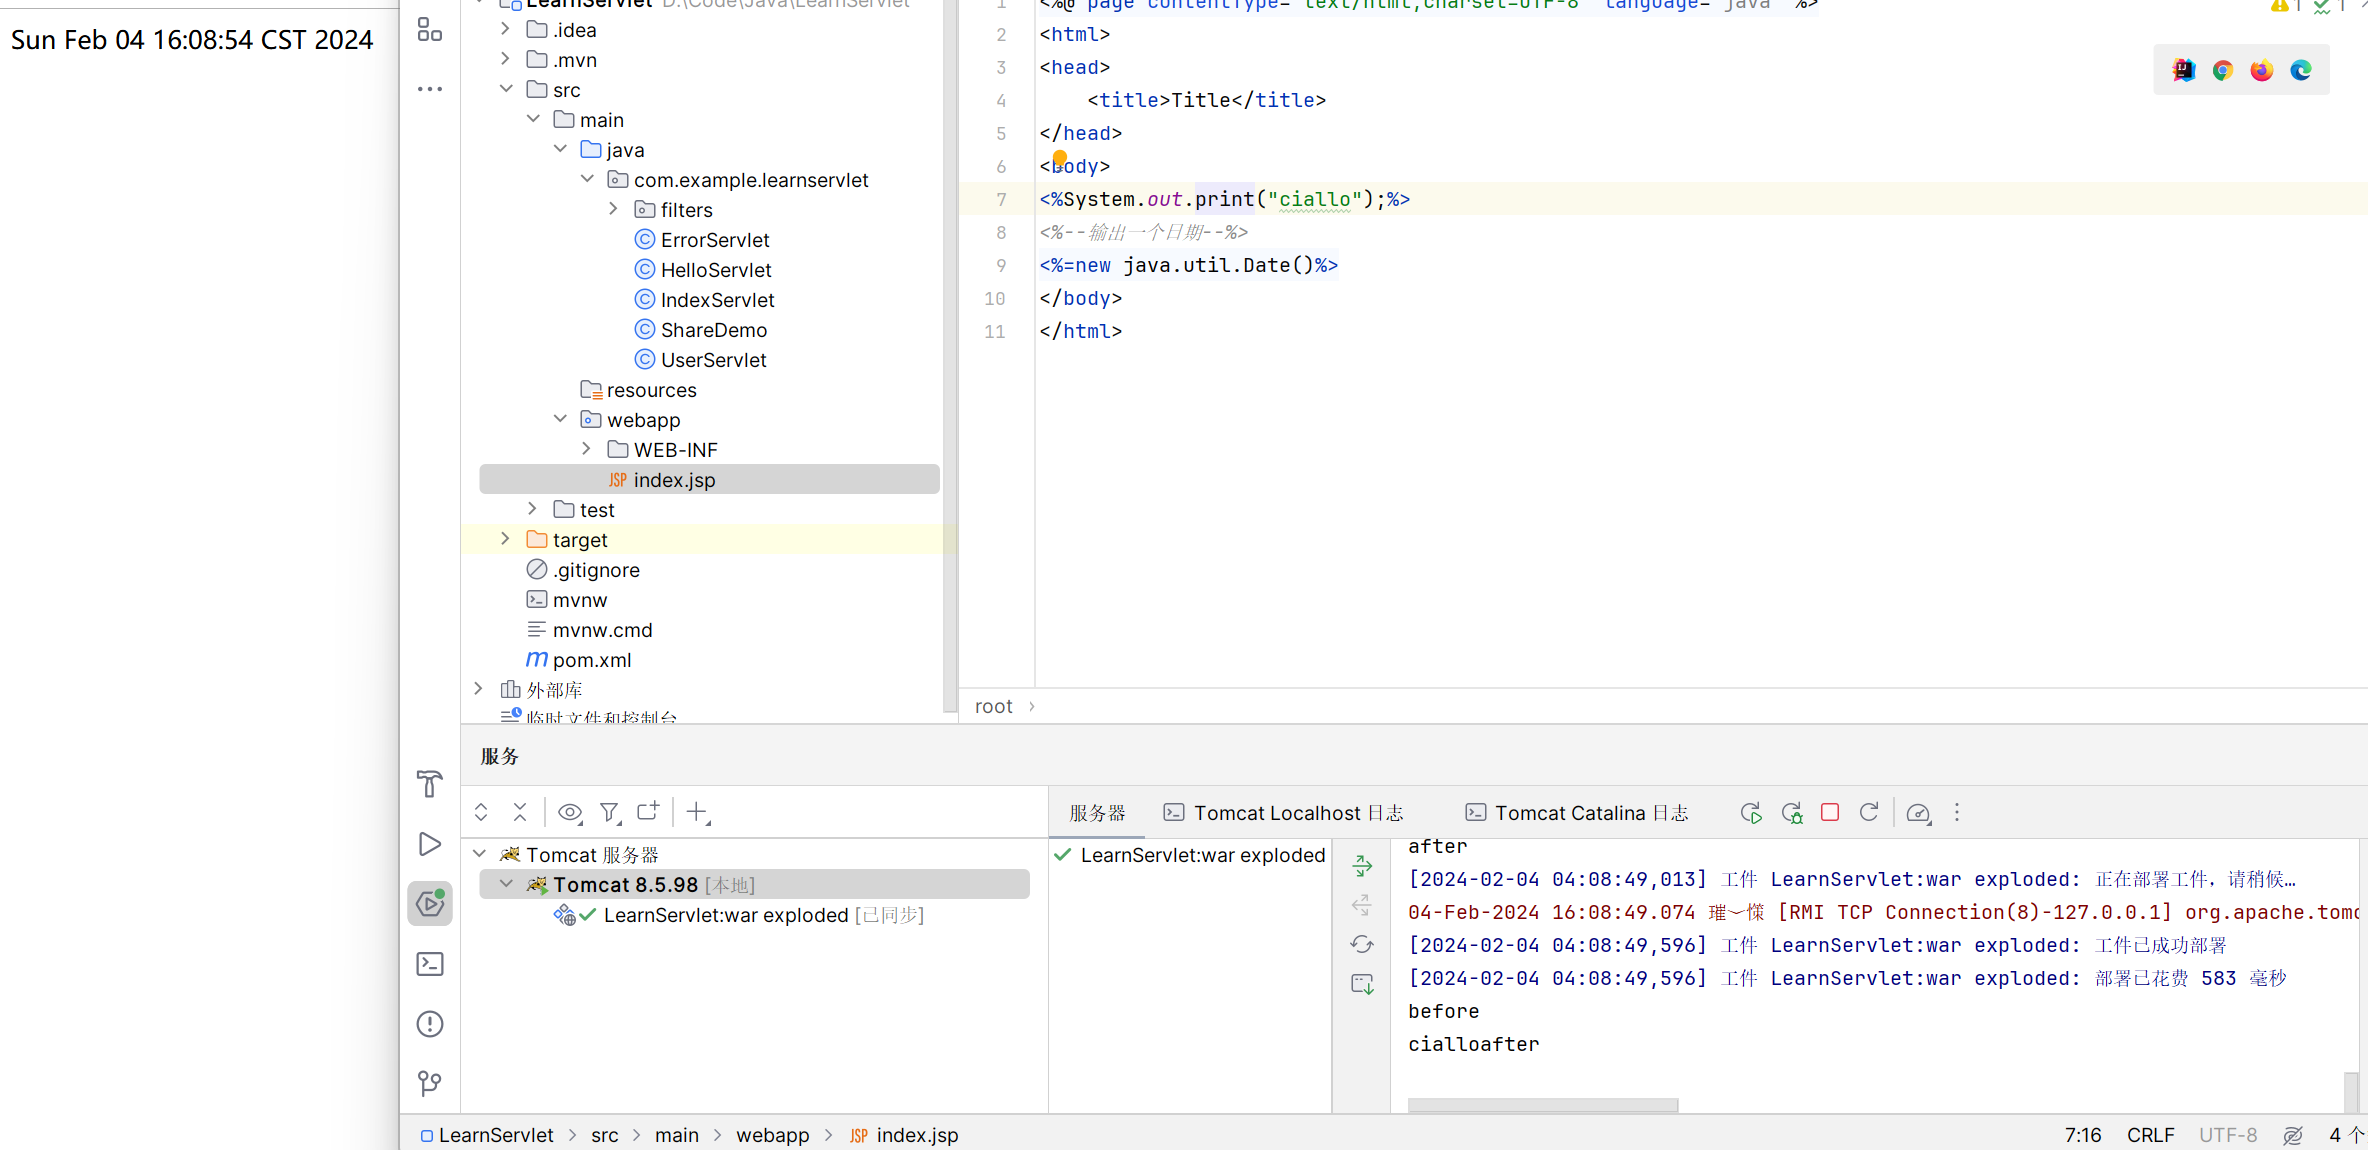 Sun Feb 04 16:08:54 CST 2024
LearnServlet D:\Code\Java\LearnServlet
.idea
.mvn
src
main
java
com.example.learnservlet
filters
ErrorServlet
HelloServlet
IndexServlet
ShareDemo
UserServlet
resources
webapp
WEB-INF
JSP index.jsp
test
target
.gitignore
mvnw
mvnw.cmd
pom.xml
外部库
临时文件和控制台
1 <%@ page contentType="text/html;charset=UTF-8" language="java" %>
2 <html>
3 <head>
4 <title>Title</title>
5 </head>
6 <body>
7 <%System.out.print("ciallo");%>
8 <%--输出一个日期--%>
9 <%=new java.util.Date()%>
10 </body>
11 </html>
1 1
root
服务
服务器 Tomcat Localhost 日志 Tomcat Catalina 日志
Tomcat 服务器
Tomcat 8.5.98 [本地]
LearnServlet:war exploded [已同步]
LearnServlet:war exploded
after
[2024-02-04 04:08:49,013] 工件 LearnServlet:war exploded: 正在部署工件，请稍候…
04-Feb-2024 16:08:49.074 [RMI TCP Connection(8)-127.0.0.1]
[2024-02-04 04:08:49,596] 工件 LearnServlet:war exploded: 工件已成功部署
[2024-02-04 04:08:49,596] 工件 LearnServlet:war exploded: 部署已花费 583 毫秒
before
cialloafter
LearnServlet > src > main > webapp > JSP index.jsp
7:16 CRLF UTF-8 4 个